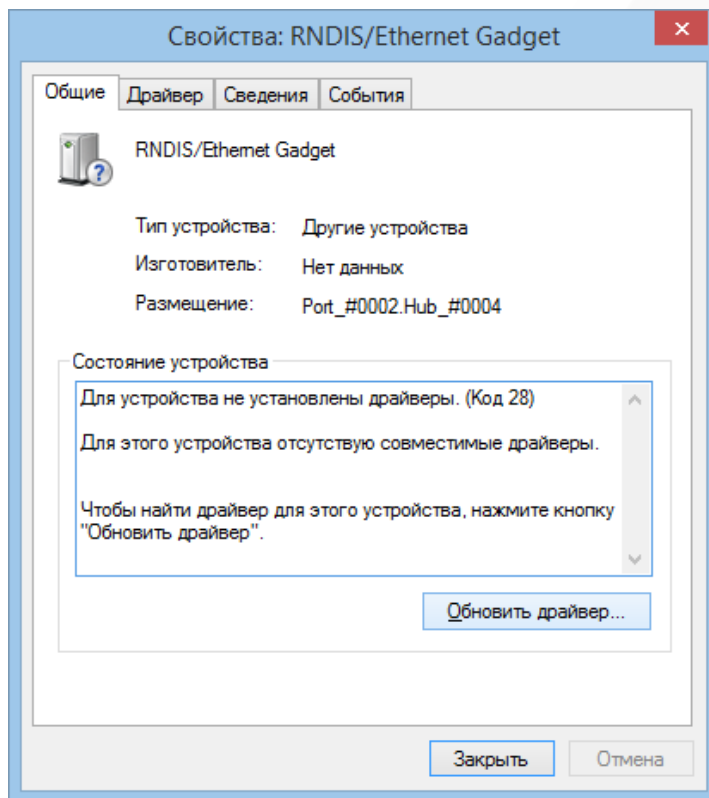 Свойства: RNDIS/Ethernet Gadget
Общие Драйвер Сведения События
RNDIS/Ethernet Gadget
Тип устройства: Другие устройства
Изготовитель: Нет данных
Размещение: Port_#0002.Hub_#0004
Состояние устройства
Для устройства не установлены драйверы. (Код 28)
Для этого устройства отсутствую совместимые драйверы.
Чтобы найти драйвер для этого устройства, нажмите кнопку
"Обновить драйвер".
Обновить драйвер...
Закрыть Отмена